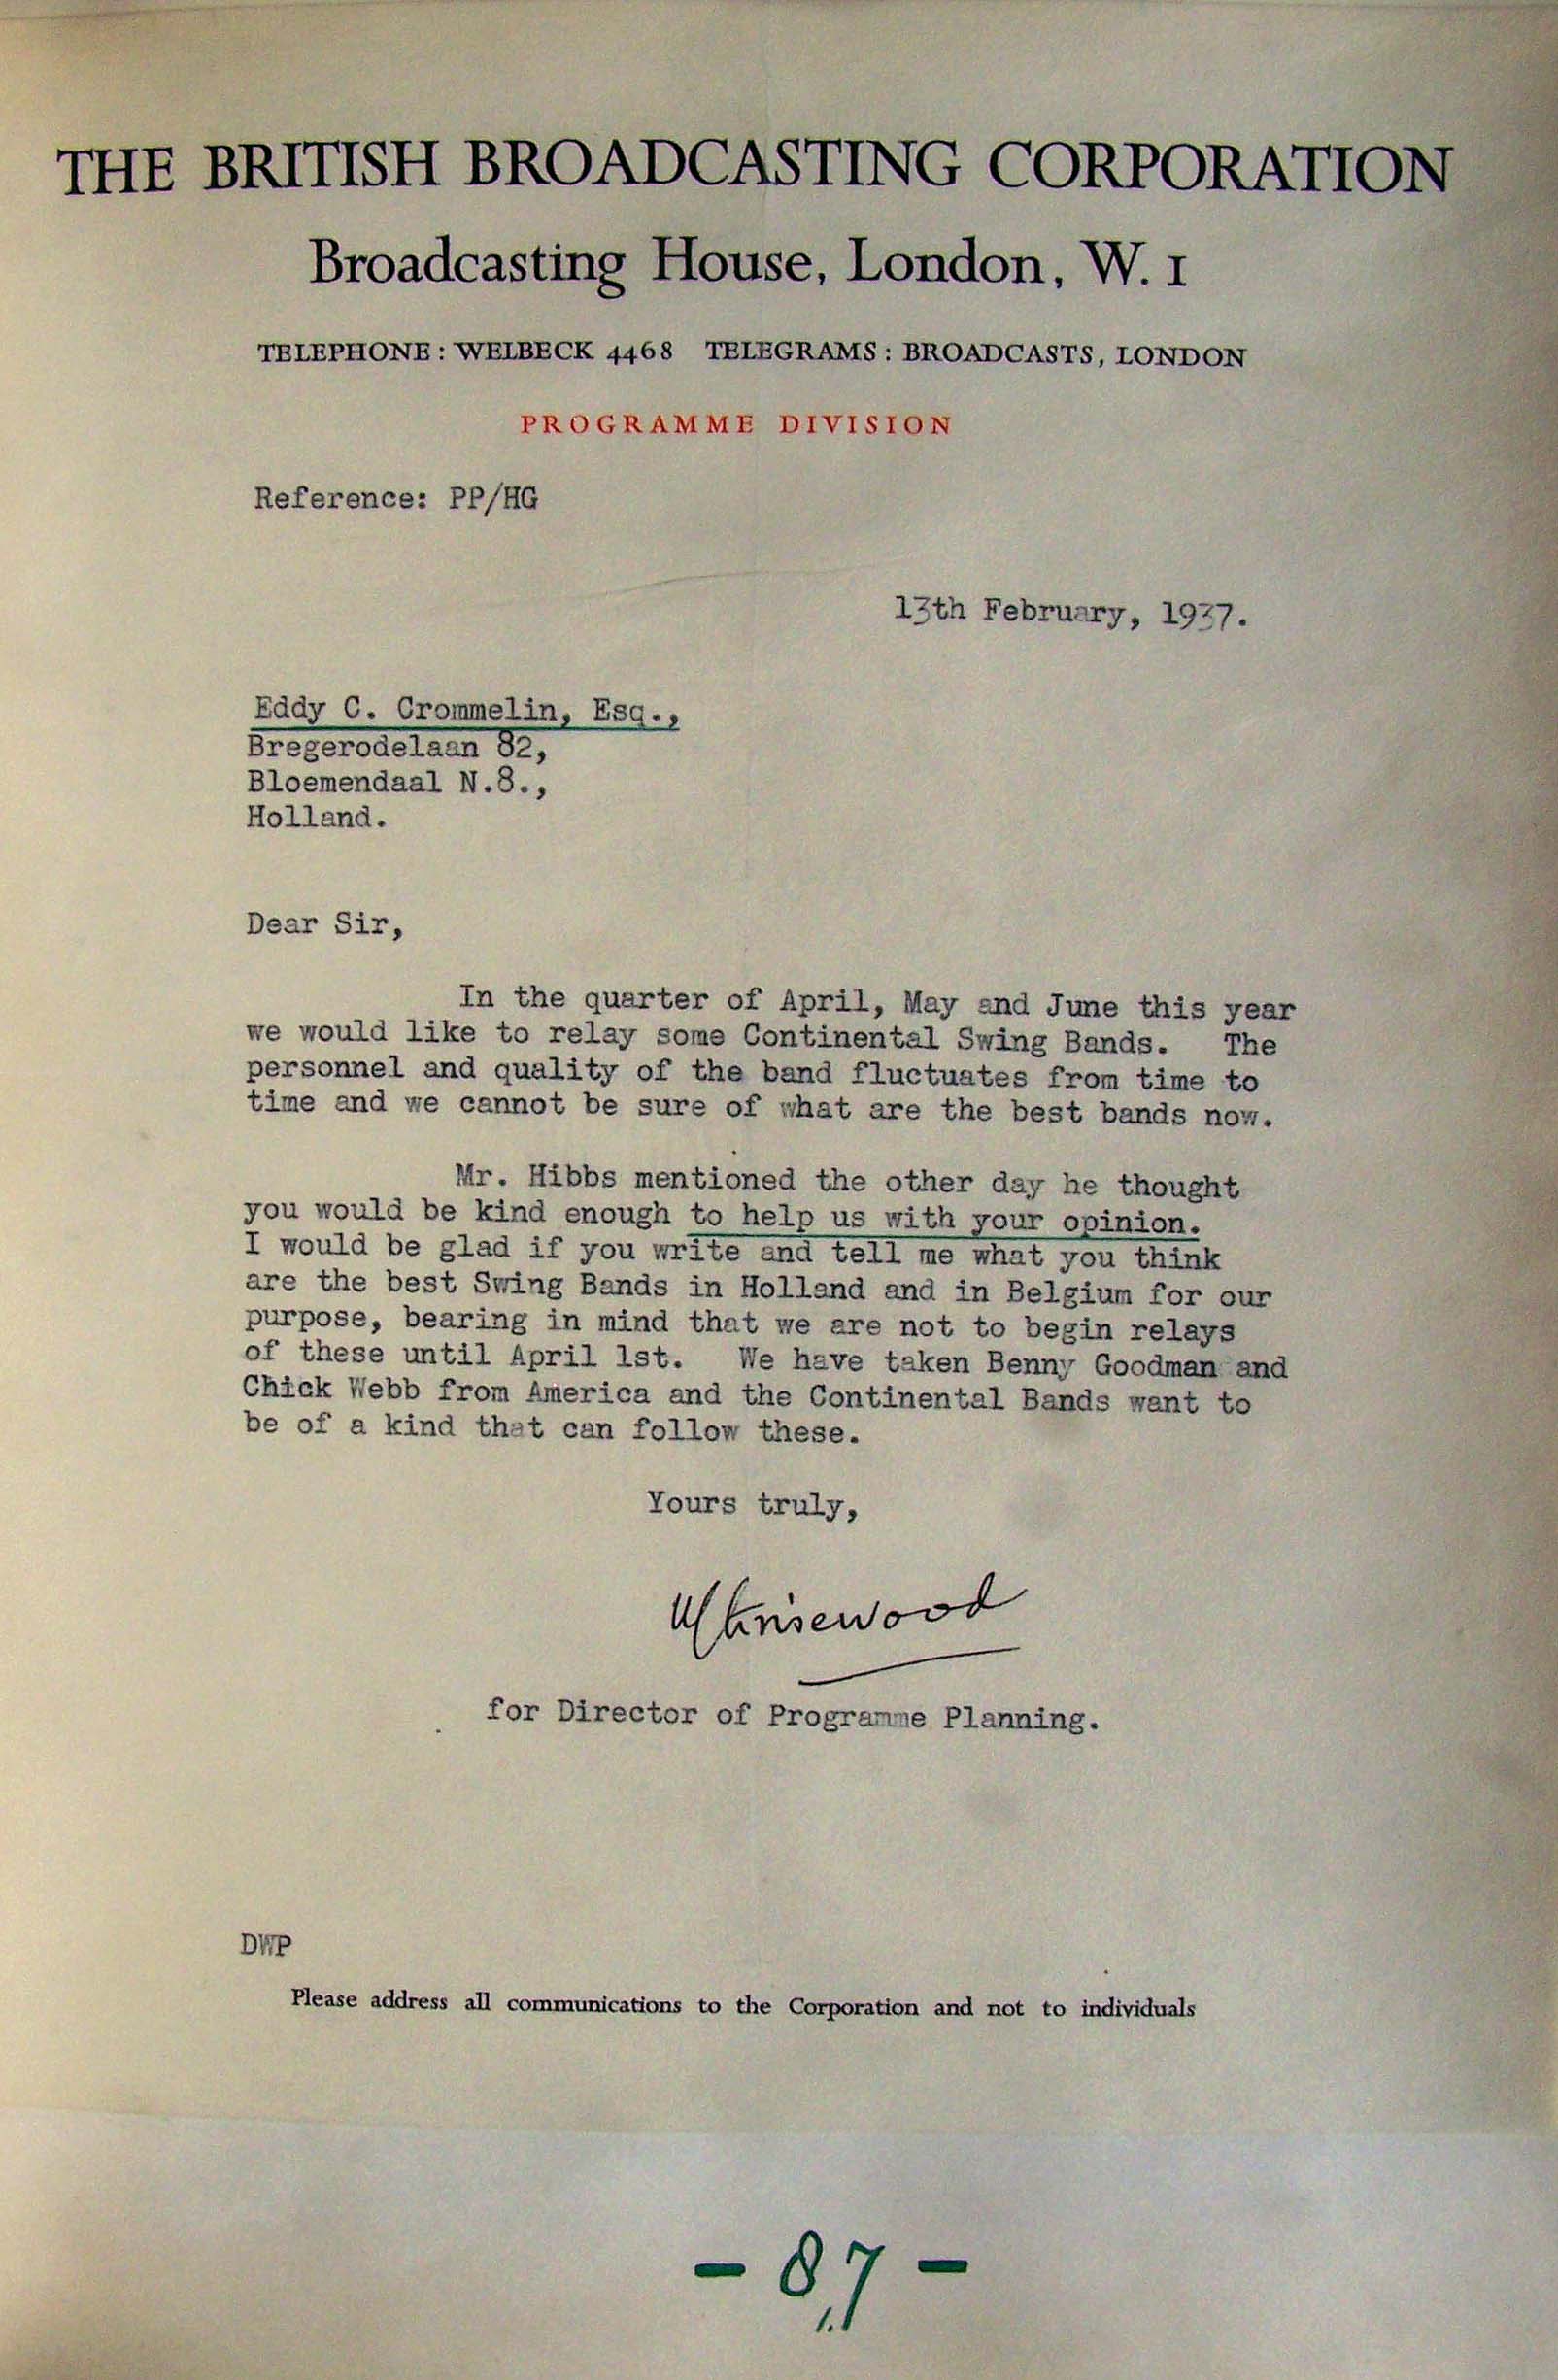 THE BRITISH BROADCASTING CORPORATION
Broadcasting House, London, W. 1
TELEPHONE : WELBECK 4468 TELEGRAMS : BROADCASTS, LONDON
PROGRAMME DIVISION
Reference: PP/HG
13th February, 1937.
Eddy C. Crommelin, Esq.,
Bregerodelaan 82,
Bloemendaal N.8.,
Holland.
Dear Sir,
In the quarter of April, May and June this year
we would like to relay some Continental Swing Bands. The
personnel and quality of the band fluctuates from time to
time and we cannot be sure of what are the best bands now.
Mr. Hibbs mentioned the other day he thought
you would be kind enough to help us with your opinion.
I would be glad if you write and tell me what you think
are the best Swing Bands in Holland and in Belgium for our
purpose, bearing in mind that we are not to begin relays
of these until April 1st. We have taken Benny Goodman and
Chick Webb from America and the Continental Bands want to
be of a kind that can follow these.
Yours truly,
for Director of Programme Planning.
DWP
Please address all communications to the Corporation and not to individuals
- 87 -